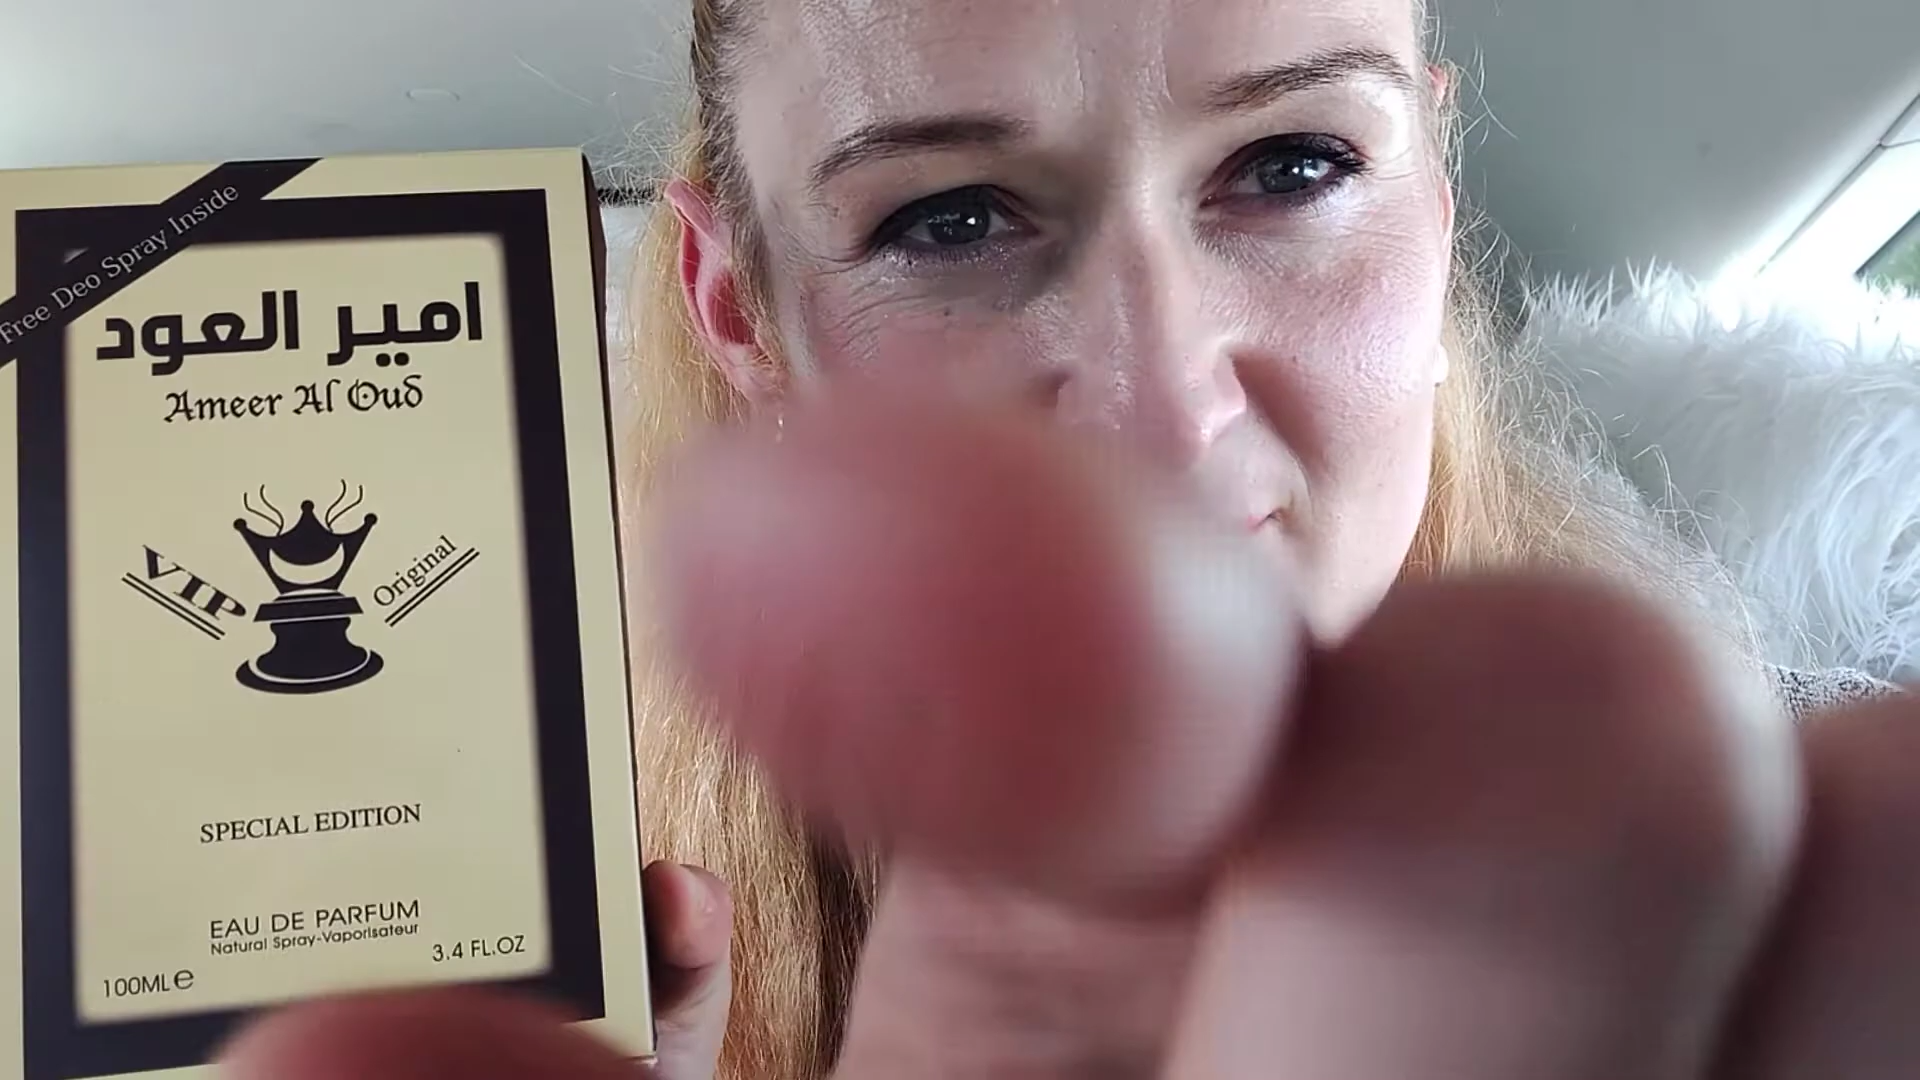 Free Deo Spray Inside
امير العود
Ameer Al Oud
VIP
Original
SPECIAL EDITION
EAU DE PARFUM
Natural Spray-Vaporisateur
100ML e
3.4 FL.OZ